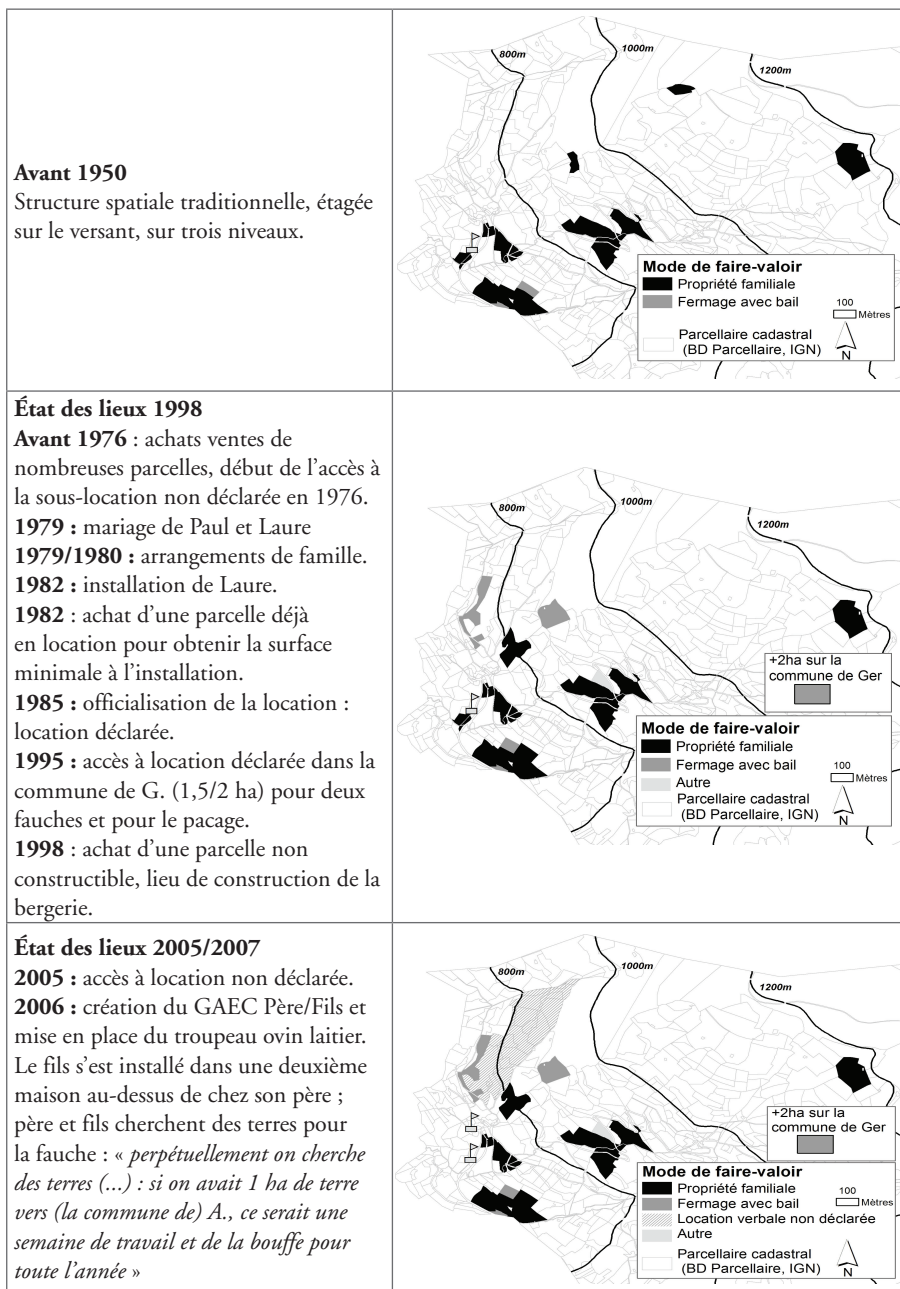 Avant 1950
Structure spatiale traditionnelle, étagée
sur le versant, sur trois niveaux.
800m
1000m
1200m
Mode de faire-valoir
Propriété familiale
Fermage avec bail
100
Mètres
Parcellaire cadastral
(BD Parcellaire, IGN)
N
État des lieux 1998
Avant 1976 : achats ventes de
nombreuses parcelles, début de l'accès à
la sous-location non déclarée en 1976.
1979 : mariage de Paul et Laure
1979/1980 : arrangements de famille.
1982 : installation de Laure.
1982 : achat d'une parcelle déjà
en location pour obtenir la surface
minimale à l'installation.
1985 : officialisation de la location :
location déclarée.
1995 : accès à location déclarée dans la
commune de G. (1,5/2 ha) pour deux
fauches et pour le pacage.
1998 : achat d'une parcelle non
constructible, lieu de construction de la
bergerie.
800m
1000m
1200m
+2ha sur la
commune de Ger
Mode de faire-valoir
Propriété familiale
Fermage avec bail
Autre
100
Mètres
Parcellaire cadastral
(BD Parcellaire, IGN)
N
État des lieux 2005/2007
2005 : accès à location non déclarée.
2006 : création du GAEC Père/Fils et
mise en place du troupeau ovin laitier.
Le fils s'est installé dans une deuxième
maison au-dessus de chez son père ;
père et fils cherchent des terres pour
la fauche : « perpétuellement on cherche
des terres (...) : si on avait 1 ha de terre
vers (la commune de) A., ce serait une
semaine de travail et de la bouffe pour
toute l'année »
800m
1000m
1200m
+2ha sur la
commune de Ger
Mode de faire-valoir
Propriété familiale
Fermage avec bail
Location verbale non déclarée
Autre
100
Mètres
Parcellaire cadastral
(BD Parcellaire, IGN)
N